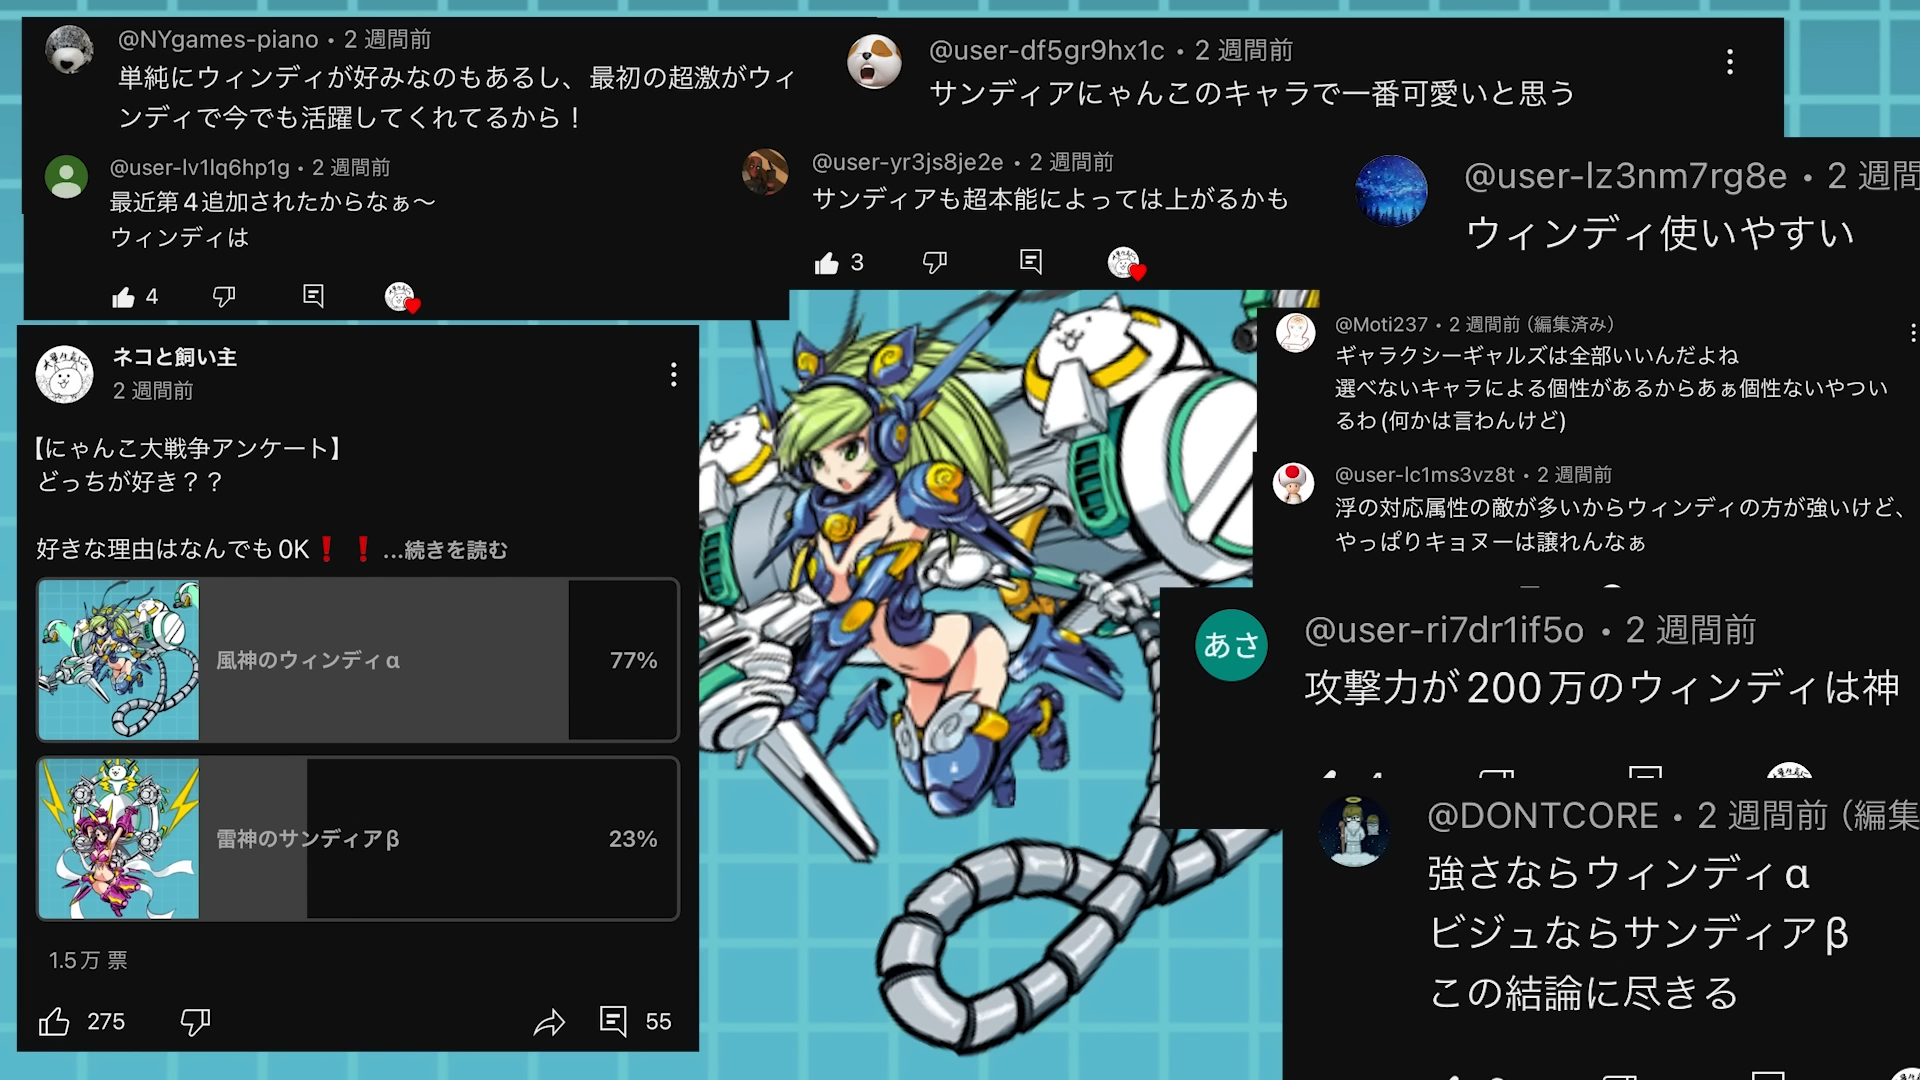 @NYgames-piano • 2 週間前
単純にウィンディが好みなのもあるし、最初の超激がウィ
ンディで今でも活躍してくれてるから！
@user-lv1lq6hp1g • 2 週間前
最近第４追加されたからなぁ〜
ウィンディは
4
@user-df5gr9hx1c • 2 週間前
サンディアにゃんこのキャラで一番可愛いと思う
@user-yr3js8je2e • 2 週間前
サンディアも超本能によっては上がるかも
3
@user-lz3nm7rg8e • 2 週間
ウィンディ使いやすい
@Moti237 • 2 週間前（編集済み）
ギャラクシーギャルズは全部いいんだよね
選べないキャラによる個性があるからあぁ個性ないやつい
るわ(何かは言わんけど)
@user-lc1ms3vz8t • 2 週間前
浮の対応属性の敵が多いからウィンディの方が強いけど、
やっぱりキョヌーは譲れんなぁ
ネコと飼い主
2 週間前
【にゃんこ大戦争アンケート】
どっちが好き？？
好きな理由はなんでもOK❗❗...続きを読む
風神のウィンディα 77%
雷神のサンディアβ 23%
1.5万 票
275
55
あさ
@user-ri7dr1if5o • 2 週間前
攻撃力が200万のウィンディは神
@DONTCORE • 2 週間前（編集
強さならウィンディα
ビジュならサンディアβ
この結論に尽きる